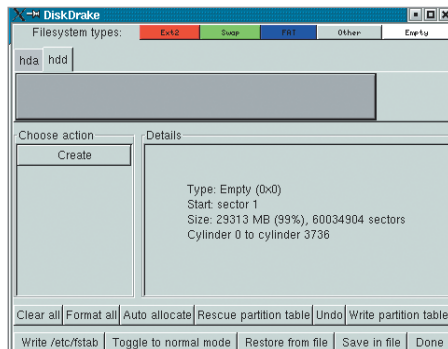 DiskDrake
Filesystem types: Ext2 Swap FAT Other Empty
hda hdd
Choose action
Create
Details
Type: Empty (0x0)
Start: sector 1
Size: 29313 MB (99%), 60034904 sectors
Cylinder 0 to cylinder 3736
Clear all Format all Auto allocate Rescue partition table Undo Write partition table
Write /etc/fstab Toggle to normal mode Restore from file Save in file Done